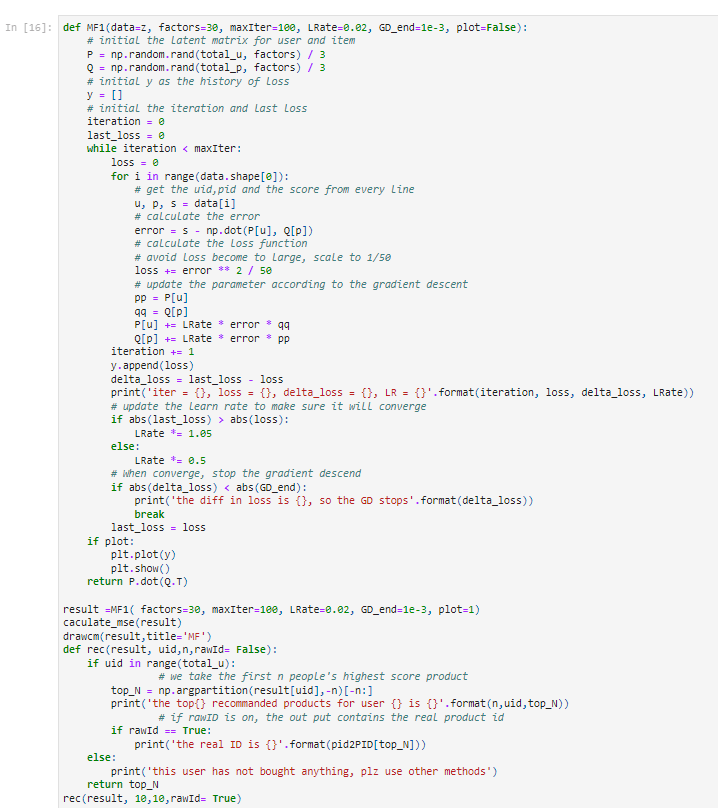 In [16]: def MF1(data=z, factors=30, maxIter=100, LRate=0.02, GD_end=1e-3, plot=False):
    # initial the latent matrix for user and item
    P = np.random.rand(total_u, factors) / 3
    Q = np.random.rand(total_p, factors) / 3
    # initial y as the history of loss
    y = []
    # initial the iteration and last loss
    iteration = 0
    last_loss = 0
    while iteration < maxIter:
        loss = 0
        for i in range(data.shape[0]):
            # get the uid,pid and the score from every line
            u, p, s = data[i]
            # calculate the error
            error = s - np.dot(P[u], Q[p])
            # calculate the loss function
            # avoid loss become to large, scale to 1/50
            loss += error ** 2 / 50
            # update the parameter according to the gradient descent
            pp = P[u]
            qq = Q[p]
            P[u] += LRate * error * qq
            Q[p] += LRate * error * pp
        iteration += 1
        y.append(loss)
        delta_loss = last_loss - loss
        print('iter = {}, loss = {}, delta_loss = {}, LR = {}'.format(iteration, loss, delta_loss, LRate))
        # update the learn rate to make sure it will converge
        if abs(last_loss) > abs(loss):
            LRate *= 1.05
        else:
            LRate *= 0.5
        # When converge, stop the gradient descend
        if abs(delta_loss) < abs(GD_end):
            print('the diff in loss is {}, so the GD stops'.format(delta_loss))
            break
        last_loss = loss
    if plot:
        plt.plot(y)
        plt.show()
    return P.dot(Q.T)

result =MF1( factors=30, maxIter=100, LRate=0.02, GD_end=1e-3, plot=1)
caculate_mse(result)
drawcm(result,title='MF')
def rec(result, uid,n,rawId= False):
    if uid in range(total_u):
               # we take the first n people's highest score product
        top_N = np.argpartition(result[uid],-n)[-n:]
        print('the top{} recommanded products for user {} is {}'.format(n,uid,top_N))
               # if rawID is on, the out put contains the real product id
        if rawId == True:
            print('the real ID is {}'.format(pid2PID[top_N]))
    else:
        print('this user has not bought anything, plz use other methods')
    return top_N
rec(result, 10,10,rawId= True)